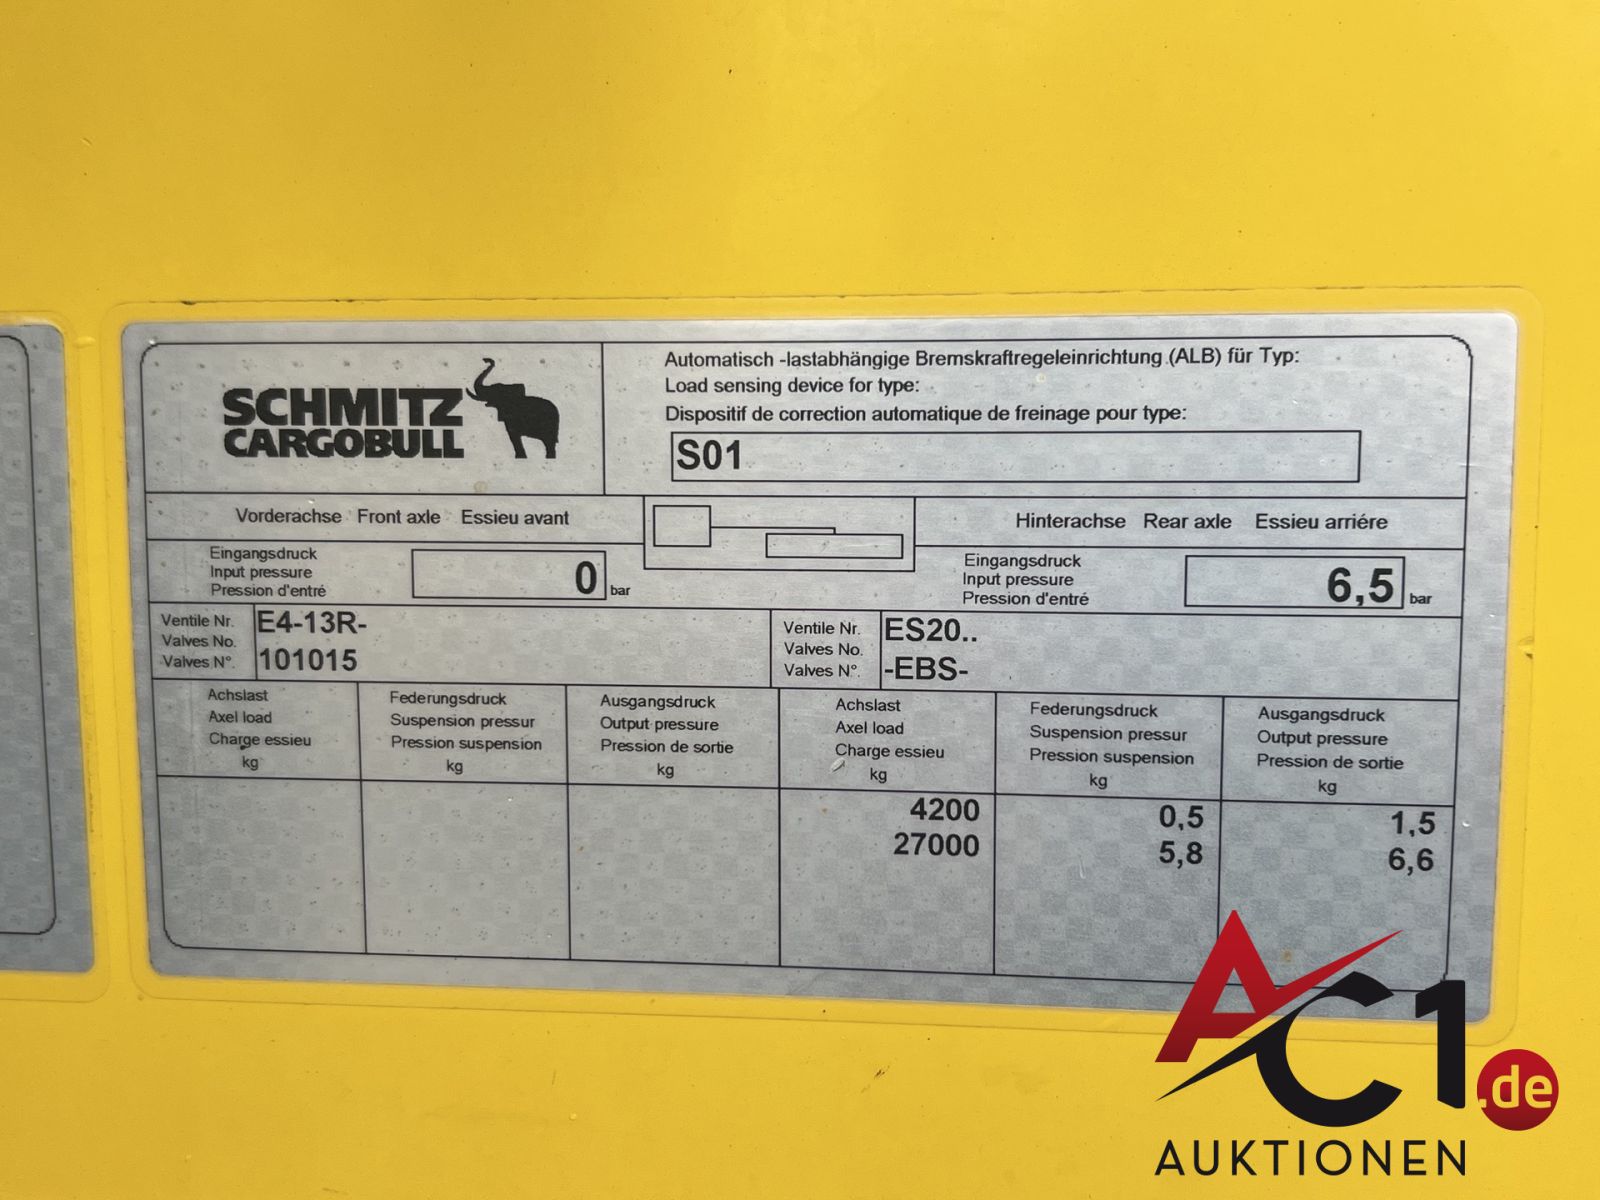 SCHMITZ
CARGOBULL
Automatisch -lastabhängige Bremskraftregeleinrichtung (ALB) für Typ:
Load sensing device for type:
Dispositif de correction automatique de freinage pour type:
S01
Vorderachse Front axle Essieu avant
Hinterachse Rear axle Essieu arriére
Eingangsdruck
Input pressure
Pression d'entré
0 bar
Eingangsdruck
Input pressure
Pression d'entré
6,5 bar
Ventile Nr.
Valves No.
Valves N°.
E4-13R-
101015
Ventile Nr.
Valves No.
Valves N°.
ES20..
-EBS-
Achslast
Axel load
Charge essieu
kg
Federungsdruck
Suspension pressur
Pression suspension
kg
Ausgangsdruck
Output pressure
Pression de sortie
kg
Achslast
Axel load
Charge essieu
kg
Federungsdruck
Suspension pressur
Pression suspension
kg
Ausgangsdruck
Output pressure
Pression de sortie
kg
4200 0,5 1,5
27000 5,8 6,6
AC1.de
AUKTIONEN